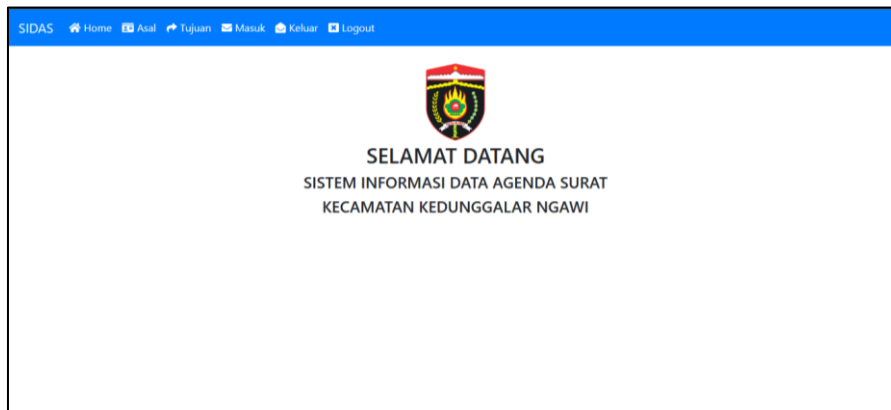 SIDAS Home Asal Tujuan Masuk Keluar Logout
SELAMAT DATANG
SISTEM INFORMASI DATA AGENDA SURAT
KECAMATAN KEDUNGGALAR NGAWI